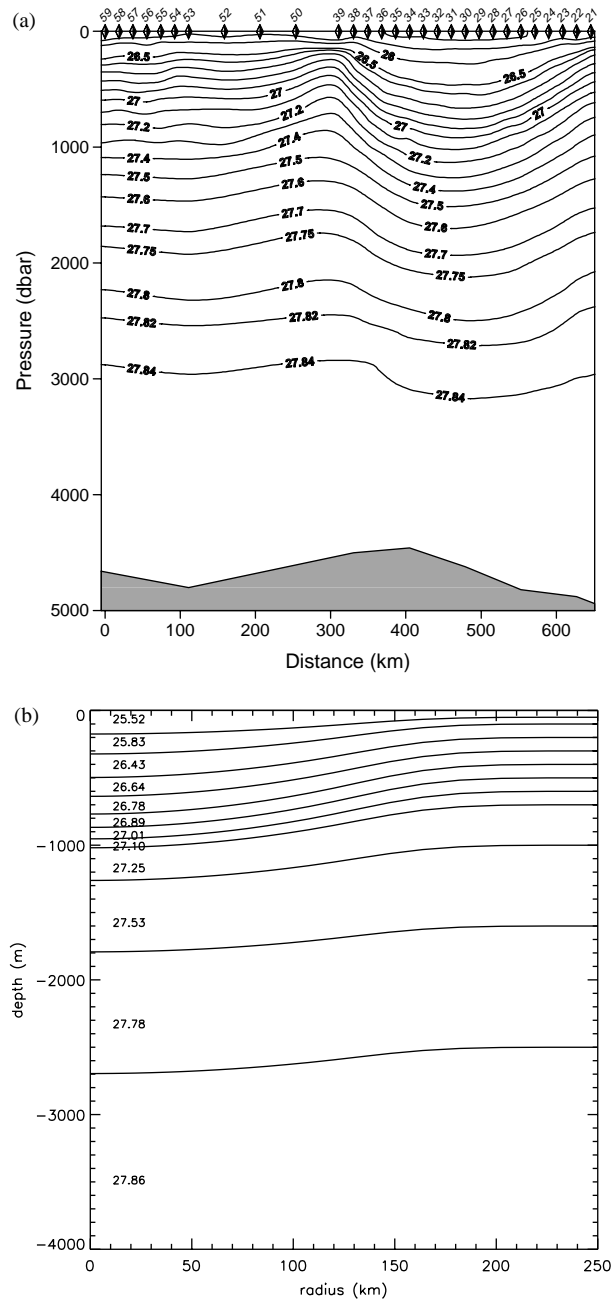 (a)
59 58 57 56 55 54 53 52 51 50 39 38 37 36 35 34 33 32 31 30 29 28 27 26 25 24 23 22 21
0
26.5 26 26.5 26.5
27 27.2 27 27
27.2 27.4 27.2
1000
27.4 27.5 27.4
27.5 27.6 27.5
27.6 27.7 27.6
27.7 27.75 27.7
27.75 27.75
2000
27.8 27.8 27.8
27.82 27.82 27.82
27.84 27.84 27.84
3000
4000
5000
Pressure (dbar)
0 100 200 300 400 500 600
Distance (km)
(b)
0
25.52
25.83
26.43
26.64
26.78
26.89
27.01
-1000
27.10
27.25
27.53
-2000
27.78
-3000
27.86
-4000
depth (m)
0 50 100 150 200 250
radius (km)